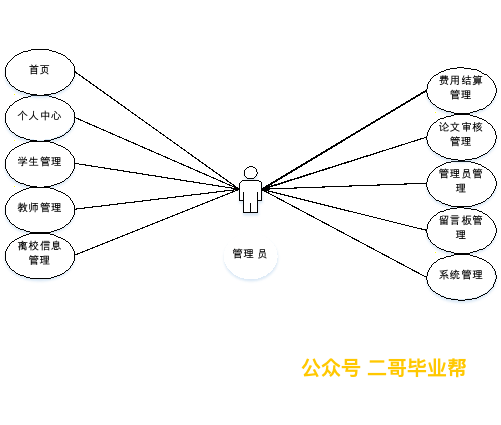 首页
个人中心
学生管理
教师管理
离校信息
管理
管理 员
费用结算
管理
论文审核
管理
管理员管
理
留言板管
理
系统管理
公众号 二哥毕业帮